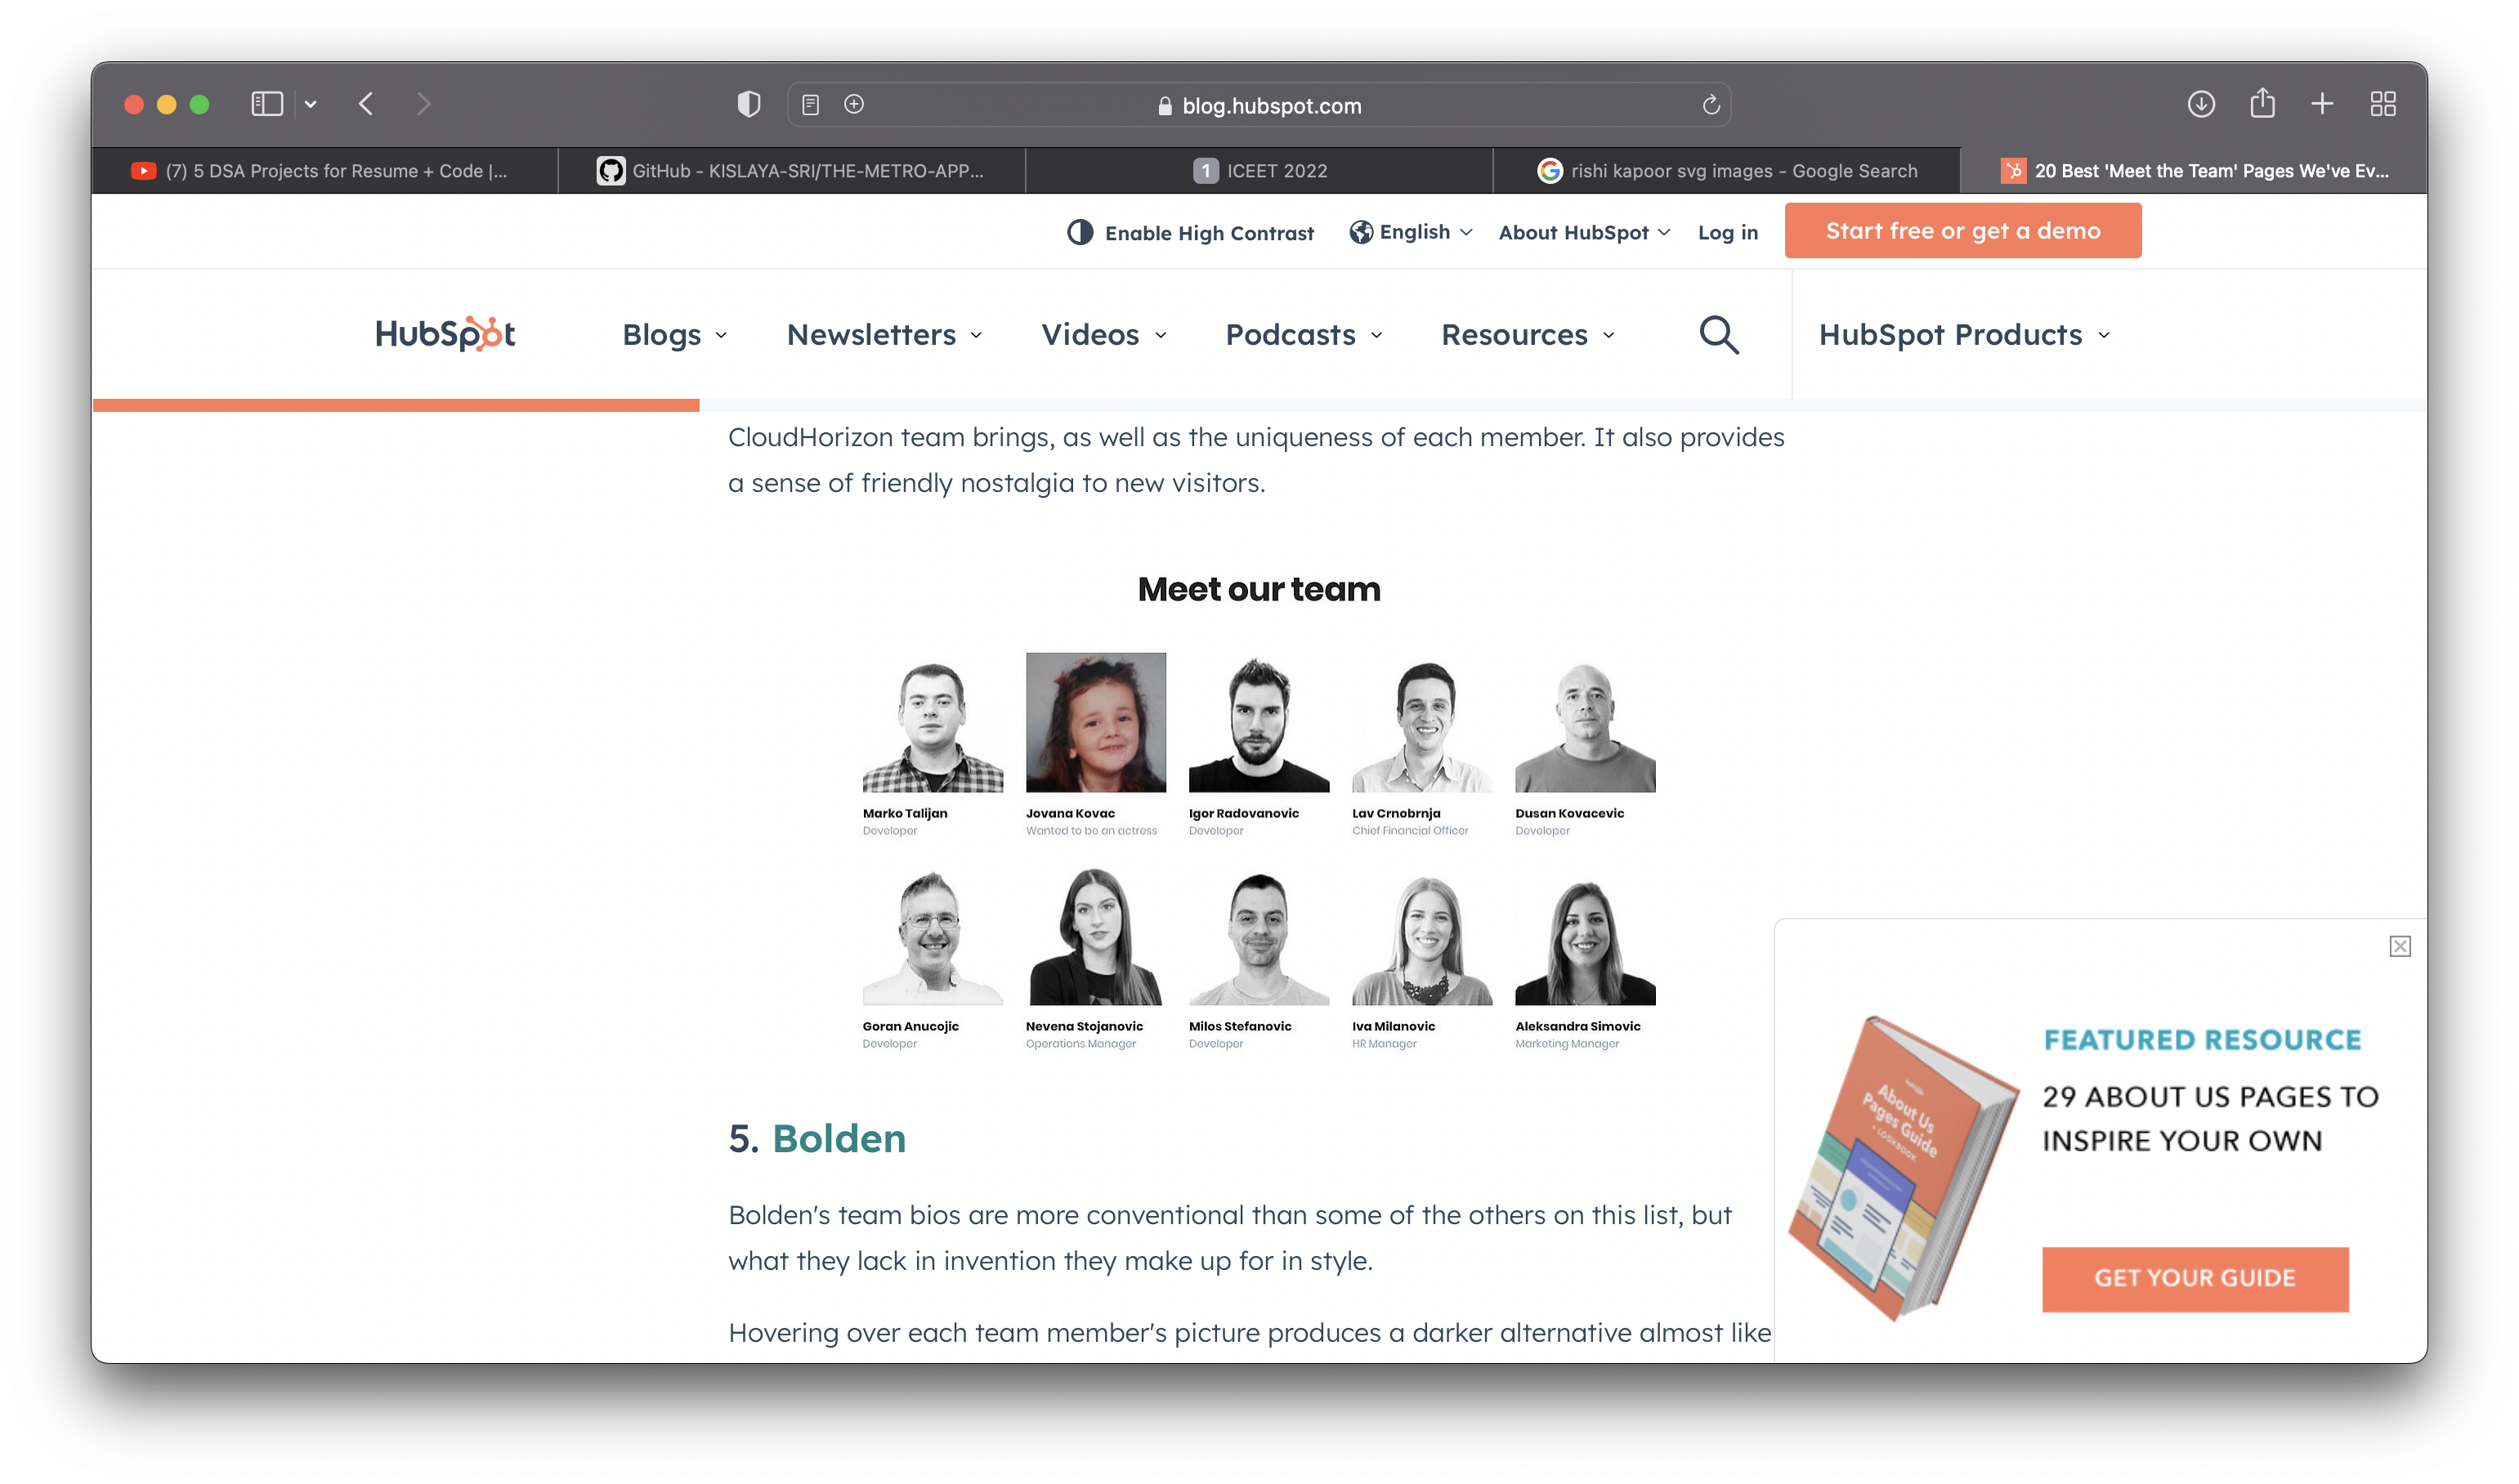 blog.hubspot.com
(7) 5 DSA Projects for Resume + Code |...
GitHub - KISLAYA-SRI/THE-METRO-APP...
1 ICEET 2022
rishi kapoor svg images - Google Search
20 Best 'Meet the Team' Pages We've Ev...
Enable High Contrast
English
About HubSpot
Log in
Start free or get a demo
HubSpot
Blogs
Newsletters
Videos
Podcasts
Resources
HubSpot Products
CloudHorizon team brings, as well as the uniqueness of each member. It also provides
a sense of friendly nostalgia to new visitors.
Meet our team
Marko Talijan
Developer
Jovana Kovac
Wanted to be an actress
Igor Radovanovic
Developer
Lav Crnobrnja
Chief Financial Officer
Dusan Kovacevic
Developer
Goran Anucojic
Developer
Nevena Stojanovic
Operations Manager
Milos Stefanovic
Developer
Iva Milanovic
HR Manager
Aleksandra Simovic
Marketing Manager
5. Bolden
Bolden's team bios are more conventional than some of the others on this list, but
what they lack in invention they make up for in style.
Hovering over each team member's picture produces a darker alternative almost like
About Us
Pages Guide
+ LOOKBOOK
FEATURED RESOURCE
29 ABOUT US PAGES TO
INSPIRE YOUR OWN
GET YOUR GUIDE